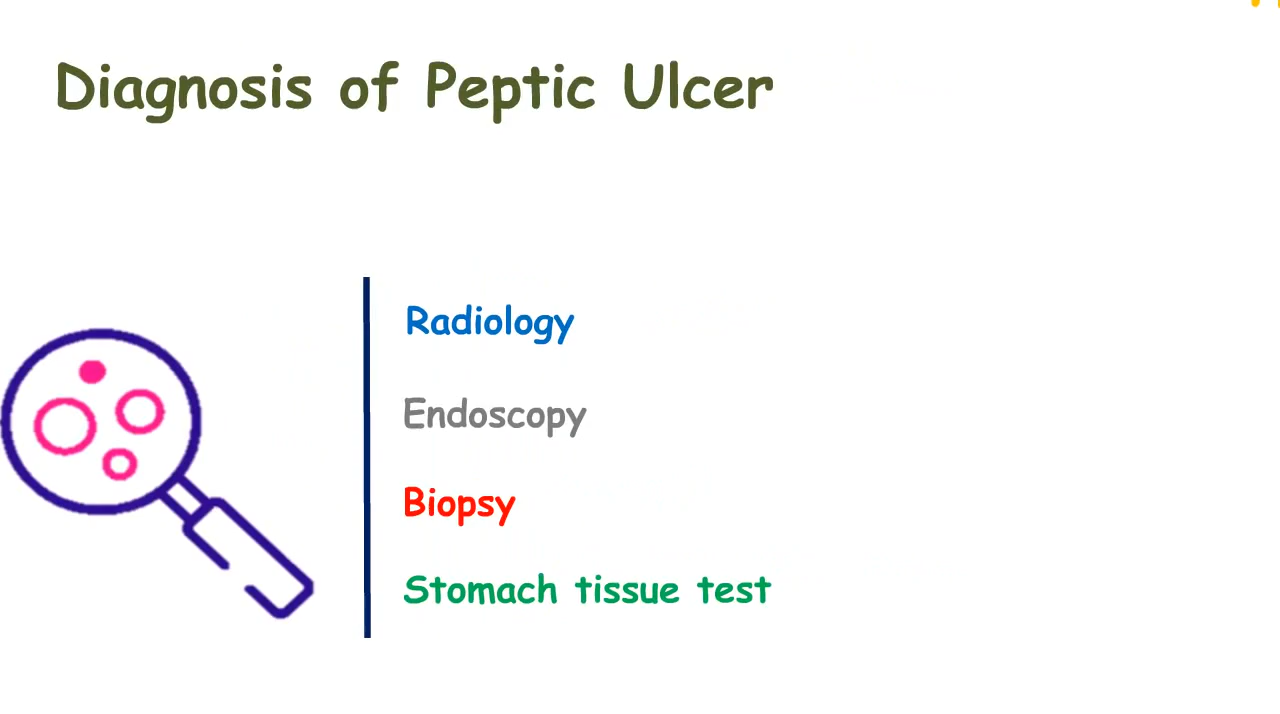 Diagnosis of Peptic Ulcer
Radiology
Endoscopy
Biopsy
Stomach tissue test